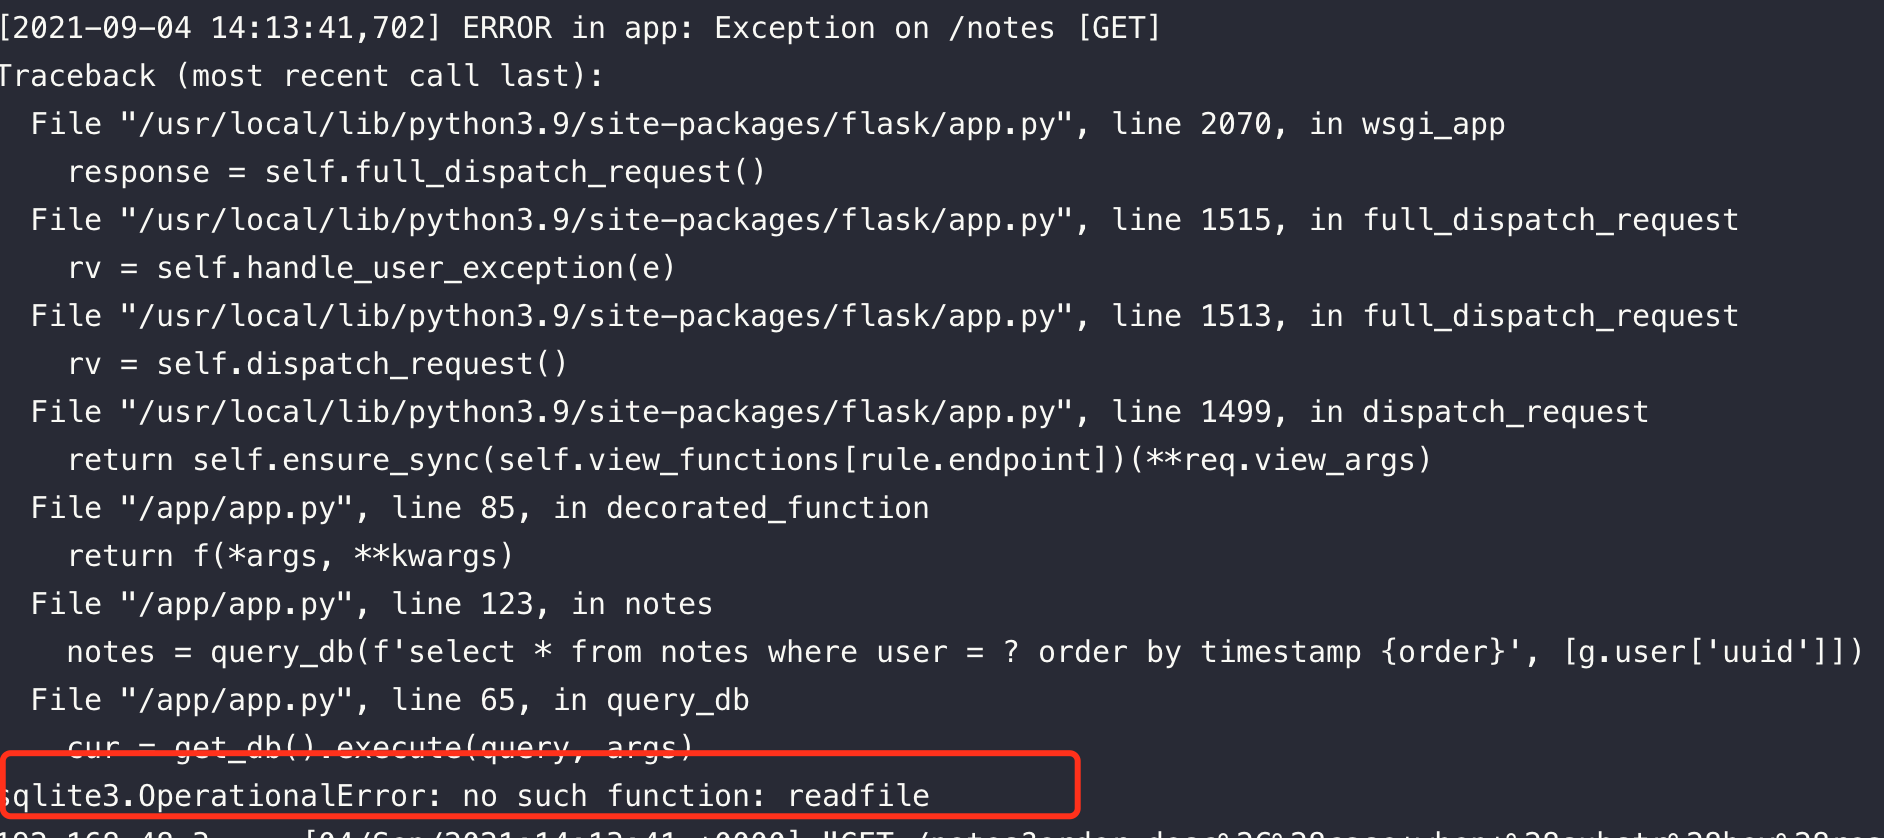 [2021-09-04 14:13:41,702] ERROR in app: Exception on /notes [GET]
Traceback (most recent call last):
  File "/usr/local/lib/python3.9/site-packages/flask/app.py", line 2070, in wsgi_app
    response = self.full_dispatch_request()
  File "/usr/local/lib/python3.9/site-packages/flask/app.py", line 1515, in full_dispatch_request
    rv = self.handle_user_exception(e)
  File "/usr/local/lib/python3.9/site-packages/flask/app.py", line 1513, in full_dispatch_request
    rv = self.dispatch_request()
  File "/usr/local/lib/python3.9/site-packages/flask/app.py", line 1499, in dispatch_request
    return self.ensure_sync(self.view_functions[rule.endpoint])(**req.view_args)
  File "/app/app.py", line 85, in decorated_function
    return f(*args, **kwargs)
  File "/app/app.py", line 123, in notes
    notes = query_db(f'select * from notes where user = ? order by timestamp {order}', [g.user['uuid']])
  File "/app/app.py", line 65, in query_db
    cur = get_db().execute(query, args)
sqlite3.OperationalError: no such function: readfile